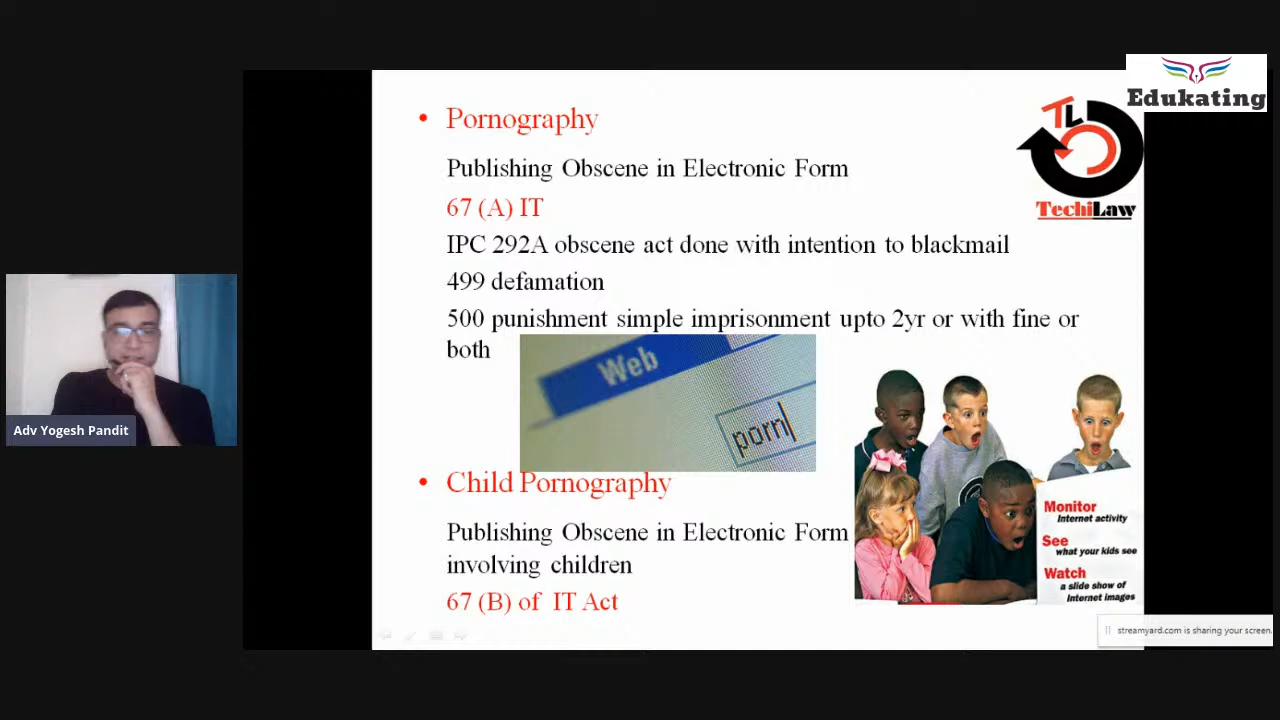 Edukating
TL
TechiLaw
• Pornography
Publishing Obscene in Electronic Form
67 (A) IT
IPC 292A obscene act done with intention to blackmail
499 defamation
500 punishment simple imprisonment upto 2yr or with fine or
both
Web
porn
• Child Pornography
Publishing Obscene in Electronic Form
involving children
67 (B) of IT Act
Monitor
Internet activity
See
what your kids see
Watch
a slide show of
Internet images
Adv Yogesh Pandit
streamyard.com is sharing your screen.